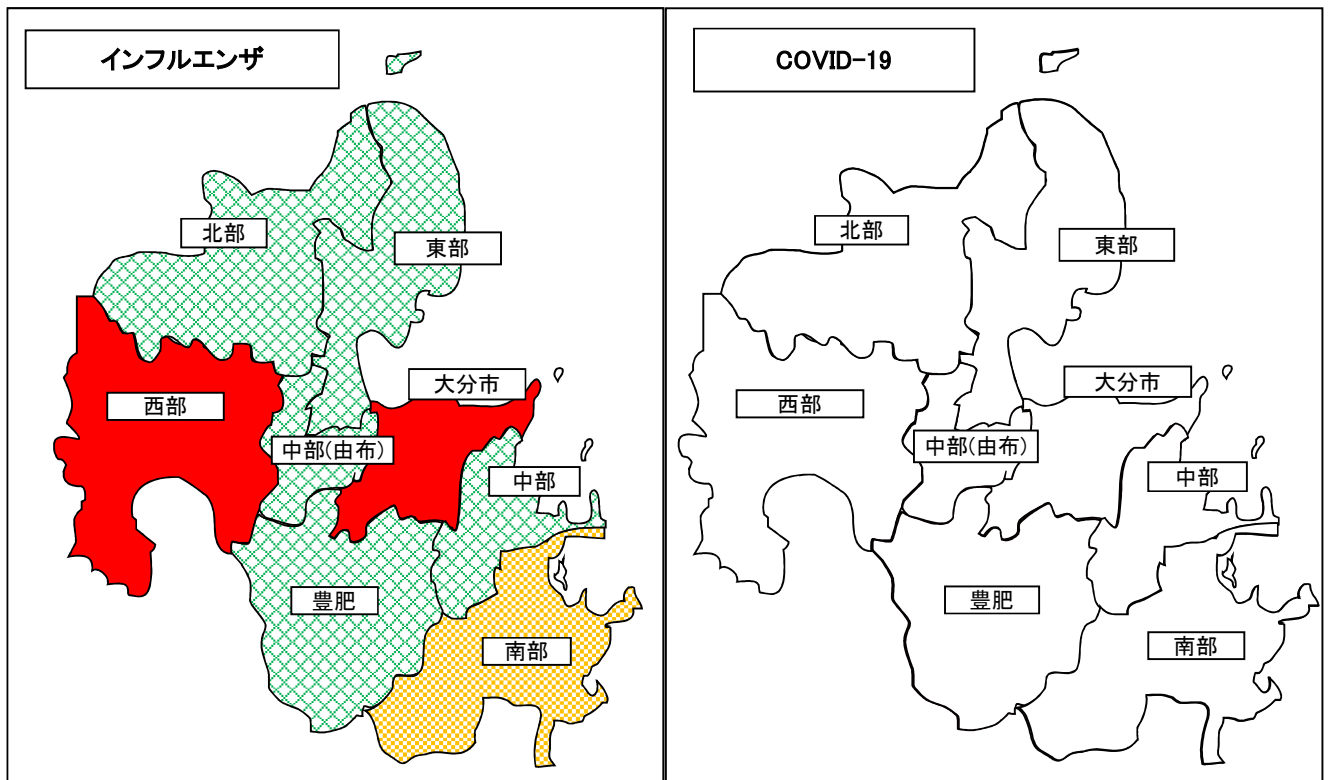 インフルエンザ
北部
東部
大分市
西部
中部(由布)
中部
豊肥
南部
COVID-19
北部
東部
大分市
西部
中部(由布)
中部
豊肥
南部